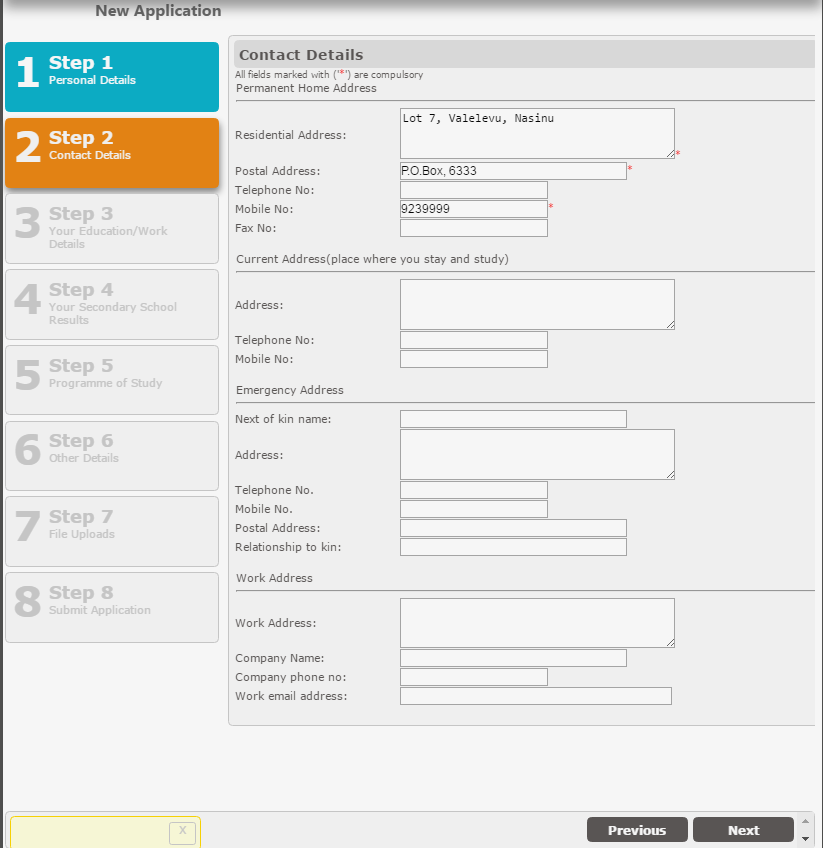 New Application
1 Step 1
Personal Details
2 Step 2
Contact Details
3 Step 3
Your Education/Work
Details
4 Step 4
Your Secondary School
Results
5 Step 5
Programme of Study
6 Step 6
Other Details
7 Step 7
File Uploads
8 Step 8
Submit Application
Contact Details
All fields marked with ('*') are compulsory
Permanent Home Address
Residential Address: Lot 7, Valelevu, Nasinu *
Postal Address: P.O.Box, 6333 *
Telephone No:
Mobile No: 9239999 *
Fax No:
Current Address(place where you stay and study)
Address:
Telephone No:
Mobile No:
Emergency Address
Next of kin name:
Address:
Telephone No.
Mobile No.
Postal Address:
Relationship to kin:
Work Address
Work Address:
Company Name:
Company phone no:
Work email address:
X
Previous Next